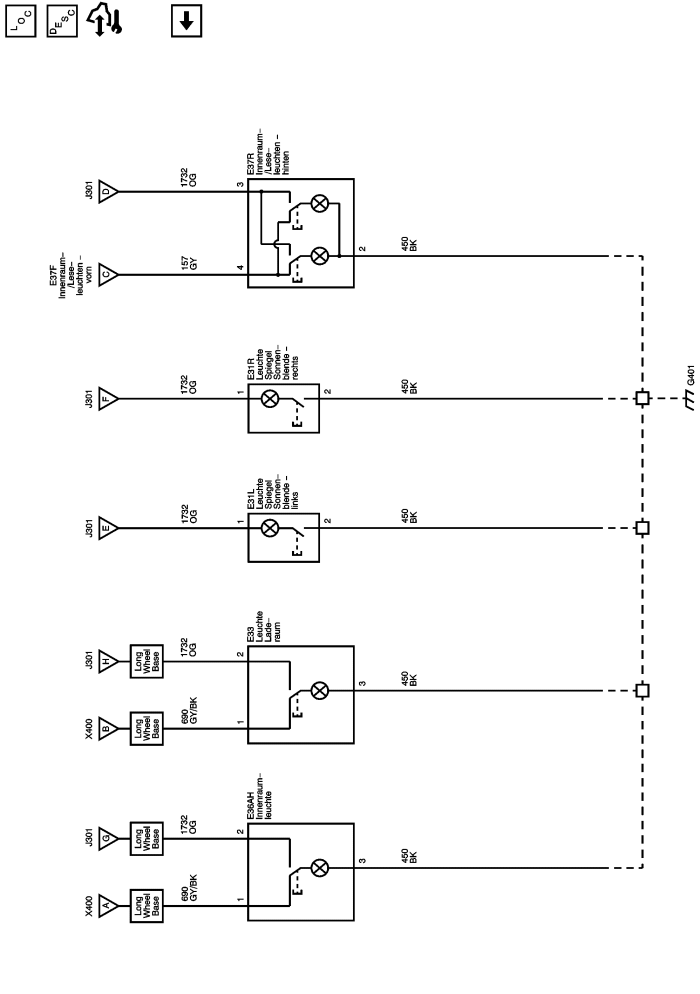 LOC
DESC
J301
D
1732
OG
3
E37R
Innenraum–
/Lese–
leuchten –
hinten
E37F
Innenraum–
/Lese–
leuchten –
vorn
C
157
GY
4
2
450
BK
J301
F
1732
OG
1
E31R
Leuchte
Spiegel
Sonnen–
blende –
rechts
2
450
BK
G401
J301
E
1732
OG
1
E31L
Leuchte
Spiegel
Sonnen–
blende –
links
2
450
BK
J301
H
Long
Wheel
Base
1732
OG
2
E33
Leuchte
Lade–
raum
X400
B
Long
Wheel
Base
690
GY/BK
1
3
450
BK
J301
G
Long
Wheel
Base
1732
OG
2
E36AH
Innenraum–
leuchte
X400
A
Long
Wheel
Base
690
GY/BK
1
3
450
BK